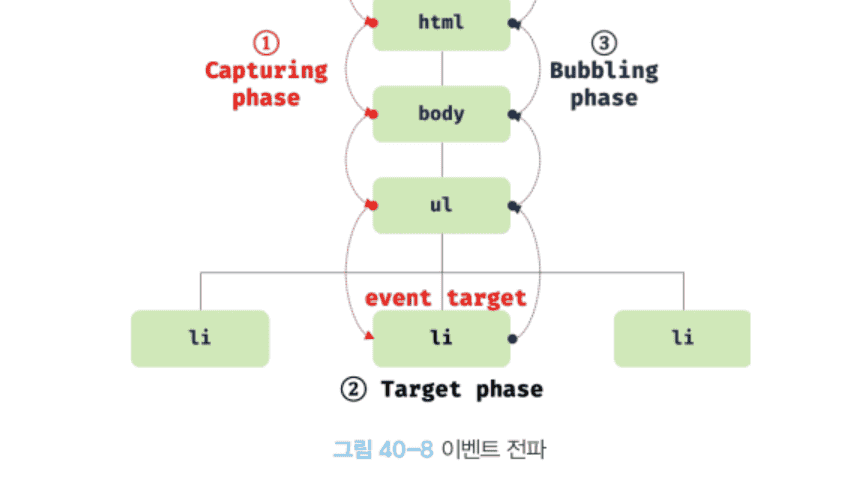 html
①
Capturing
phase
③
Bubbling
phase
body
ul
event target
li
li
li
② Target phase
그림 40-8 이벤트 전파